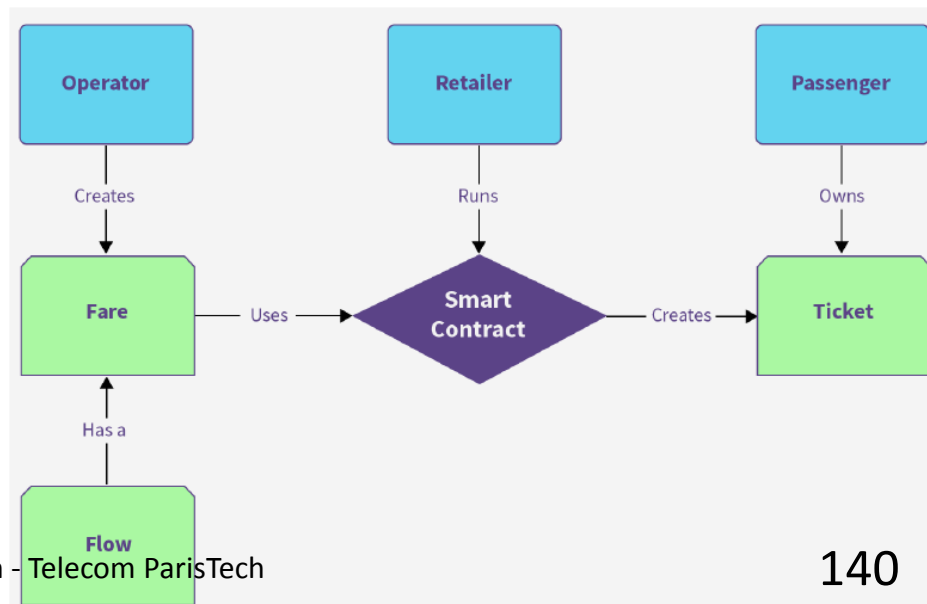 Operator
Retailer
Passenger
Creates
Runs
Owns
Fare
Uses
Smart
Contract
Creates
Ticket
Has a
Flow
- Telecom ParisTech
140